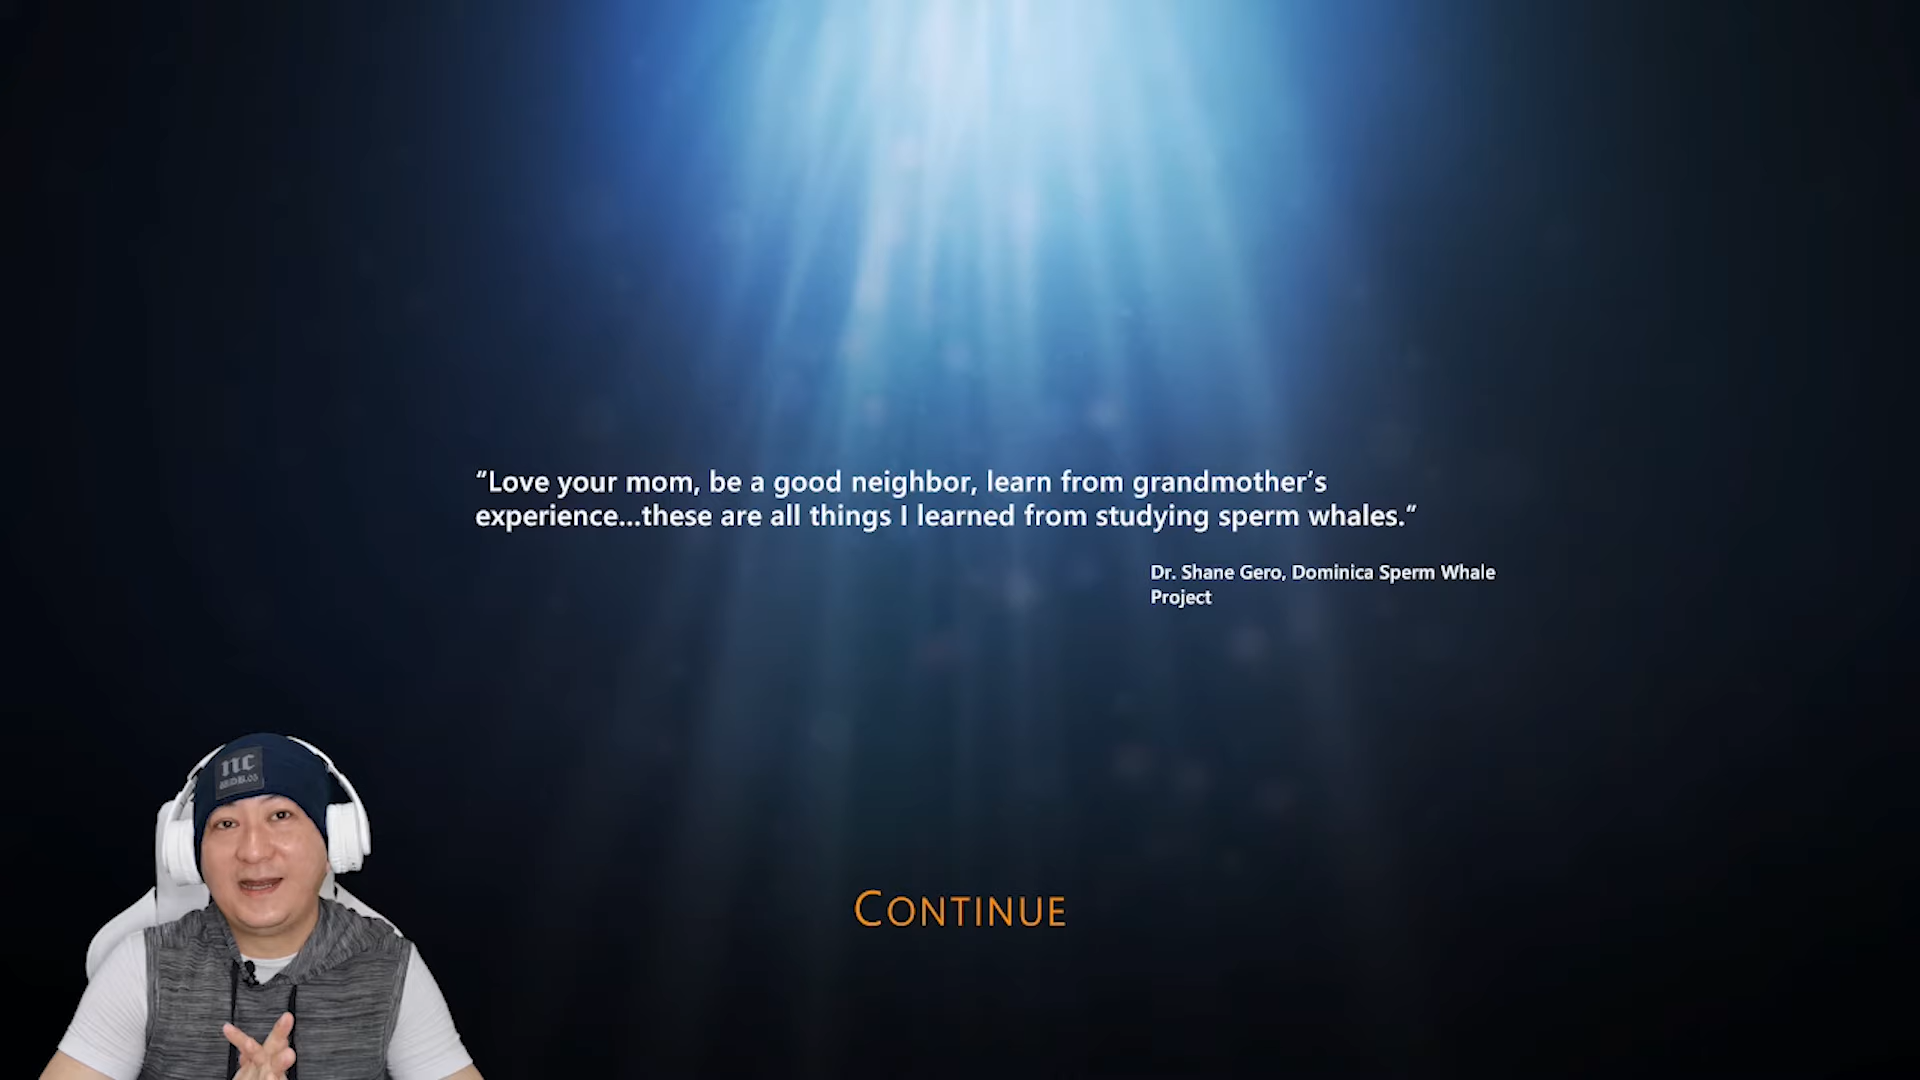 “Love your mom, be a good neighbor, learn from grandmother’s
experience...these are all things I learned from studying sperm whales.”
Dr. Shane Gero, Dominica Sperm Whale
Project
CONTINUE
nc